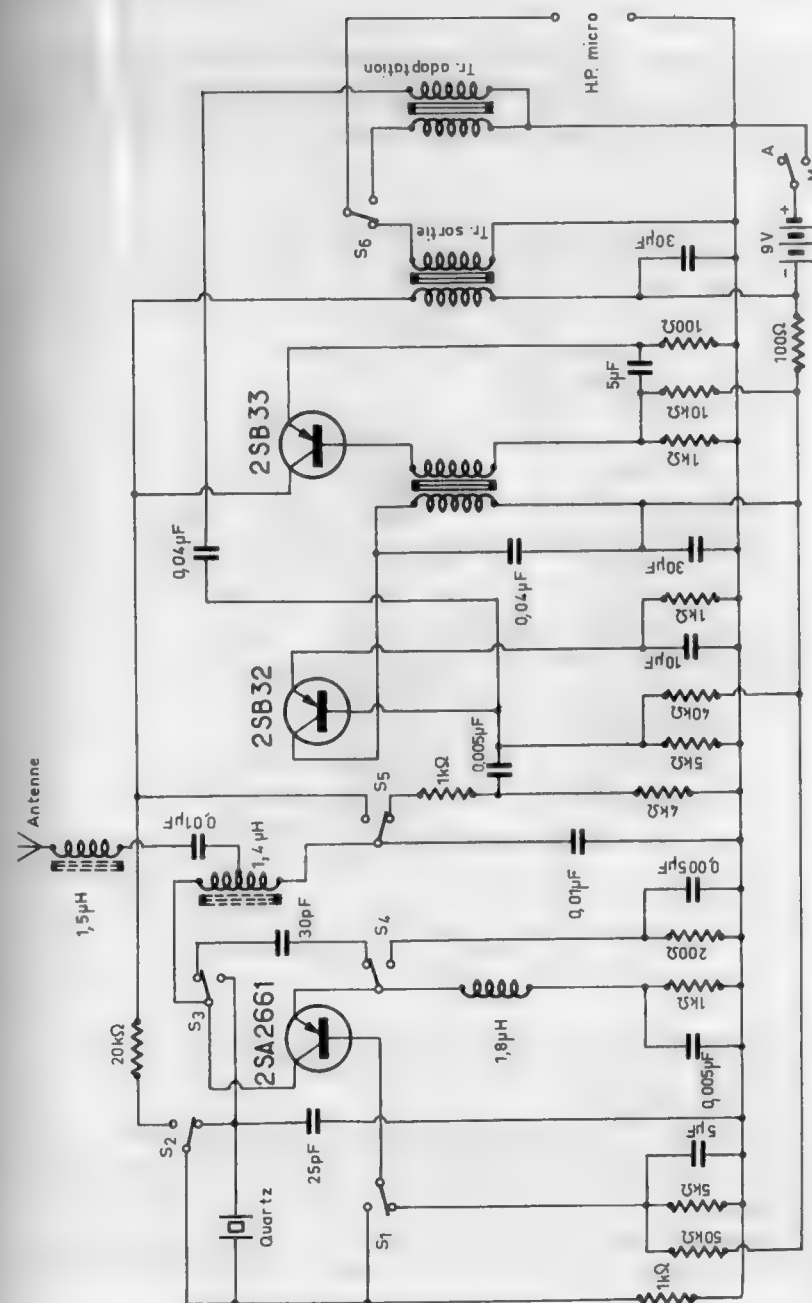 Antenne
1,5µH
0,01µF
1,4µH
20kΩ
S2
S3
30pF
2SA2661
S4
25pF
Quartz
S1
1,8µH
S5
1kΩ
0,005µF
2SB32
0,04µF
0,04µF
2SB33
Tr. adaptation
S6
Tr. sortie
H.P. micro
1kΩ
50kΩ
5kΩ
5µF
0,005µF
1kΩ
200Ω
0,005µF
0,01µF
4kΩ
5kΩ
40kΩ
10µF
1kΩ
30µF
1kΩ
10kΩ
5µF
100Ω
30µF
100Ω
9V
-
+
A
M